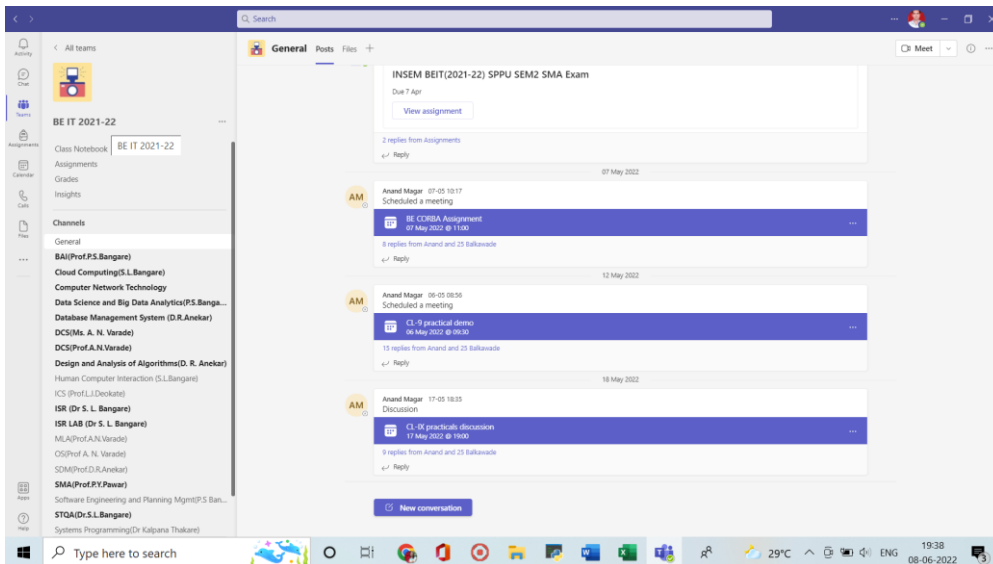 Search
Activity
Chat
Teams
Assignments
Calendar
Calls
Files
Apps
Help
All teams
BE IT 2021-22
Class Notebook
BE IT 2021-22
Assignments
Grades
Insights
Channels
General
BAI(Prof.P.S.Bangare)
Cloud Computing(S.L.Bangare)
Computer Network Technology
Data Science and Big Data Analytics(P.S.Banga...
Database Management System (D.R.Anekar)
DCS(Ms. A. N. Varade)
DCS(Prof.A.N.Varade)
Design and Analysis of Algorithms(D. R. Anekar)
Human Computer Interaction (S.L.Bangare)
ICS (Prof.L.J.Deokate)
ISR (Dr S. L. Bangare)
ISR LAB (Dr S. L. Bangare)
MLA(Prof.A.N.Varade)
OS(Prof A. N. Varade)
SDM(Prof.D.R.Anekar)
SMA(Prof.P.Y.Pawar)
Software Engineering and Planning Mgmt(P.S Ban...
STQA(Dr.S.L.Bangare)
Systems Programming(Dr Kalpana Thakare)
General Posts Files
Meet
INSEM BEIT(2021-22) SPPU SEM2 SMA Exam
Due 7 Apr
View assignment
2 replies from Assignments
Reply
07 May 2022
AM
Anand Magar 07-05 10:17
Scheduled a meeting
BE CORBA Assignment
07 May 2022 @ 11:00
8 replies from Anand and 25 Balkawade
Reply
12 May 2022
AM
Anand Magar 06-05 08:56
Scheduled a meeting
CL-9 practical demo
06 May 2022 @ 09:30
15 replies from Anand and 25 Balkawade
Reply
18 May 2022
AM
Anand Magar 17-05 18:35
Discussion
CL-IX practicals discussion
17 May 2022 @ 19:00
9 replies from Anand and 25 Balkawade
Reply
New conversation
Type here to search
29°C
ENG
19:38
08-06-2022
3